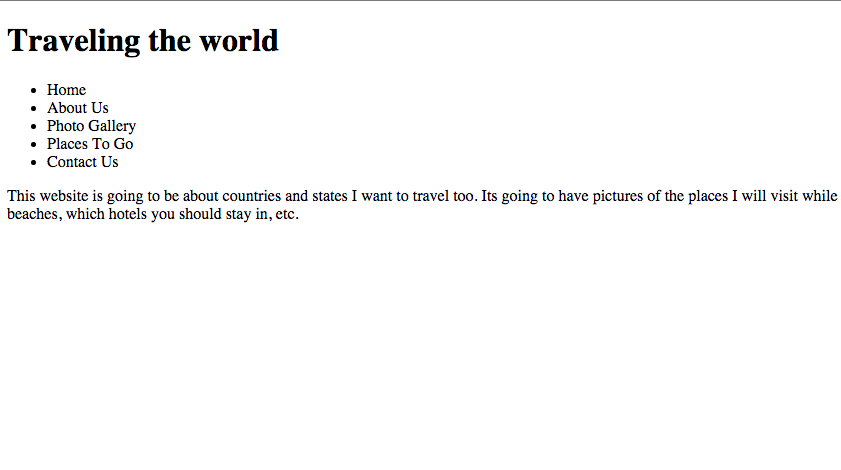 Traveling the world
Home
About Us
Photo Gallery
Places To Go
Contact Us
This website is going to be about countries and states I want to travel too. Its going to have pictures of the places I will visit while
beaches, which hotels you should stay in, etc.